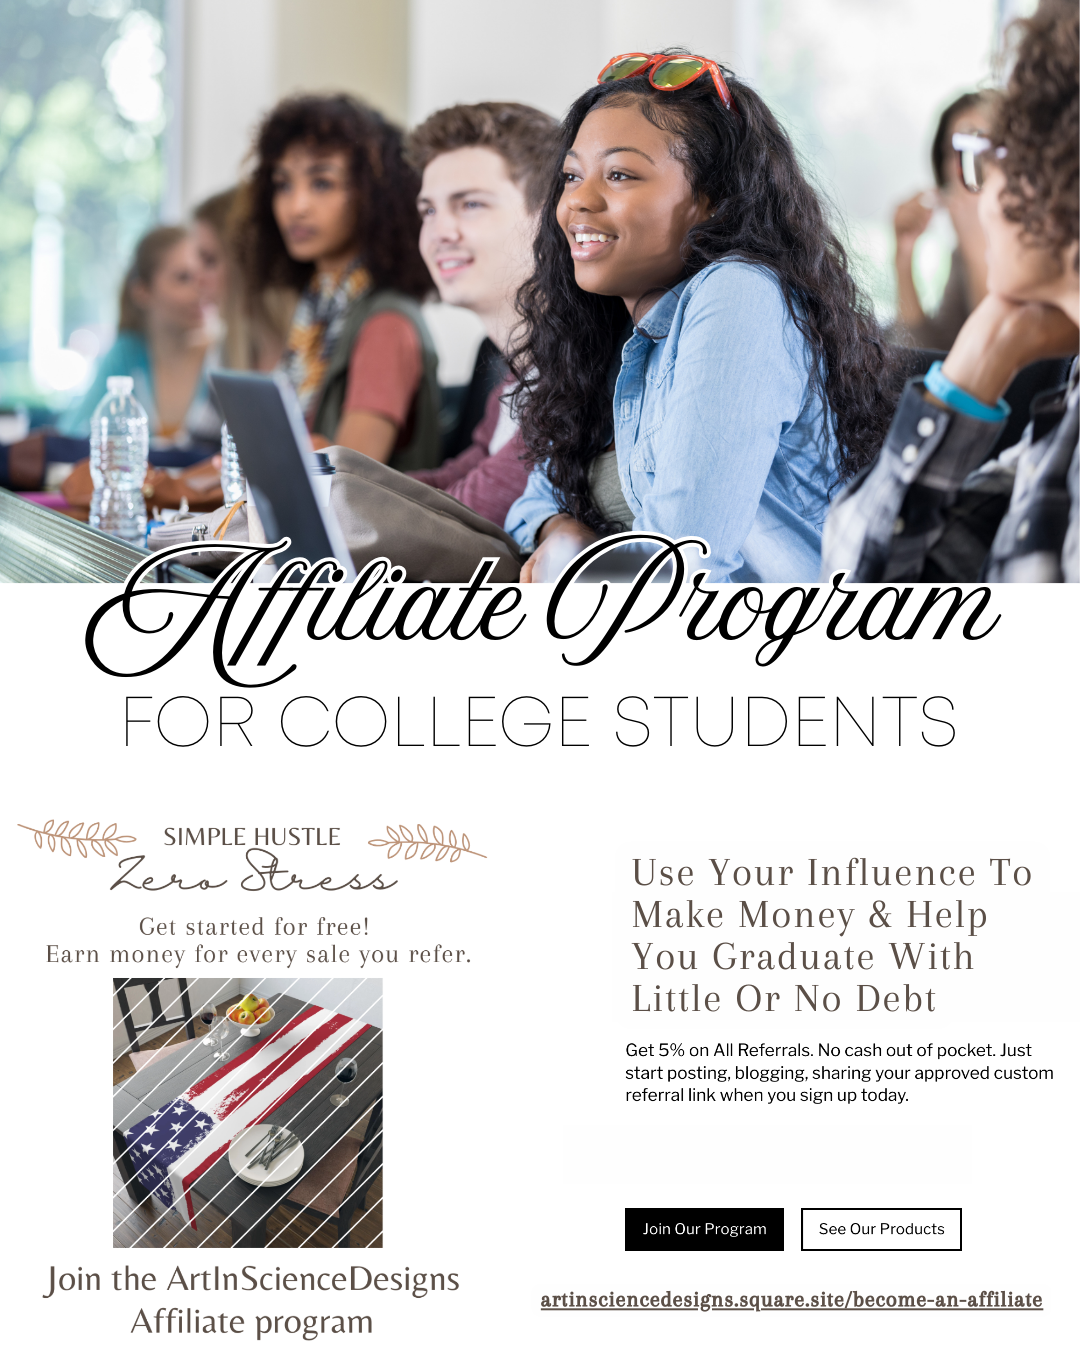 Affiliate Program
FOR COLLEGE STUDENTS
SIMPLE HUSTLE
Zero Stress
Get started for free!
Earn money for every sale you refer.
Join the ArtInScienceDesigns
Affiliate program
Use Your Influence To
Make Money & Help
You Graduate With
Little Or No Debt
Get 5% on All Referrals. No cash out of pocket. Just
start posting, blogging, sharing your approved custom
referral link when you sign up today.
Join Our Program
See Our Products
artinsciencedesigns.square.site/become-an-affiliate